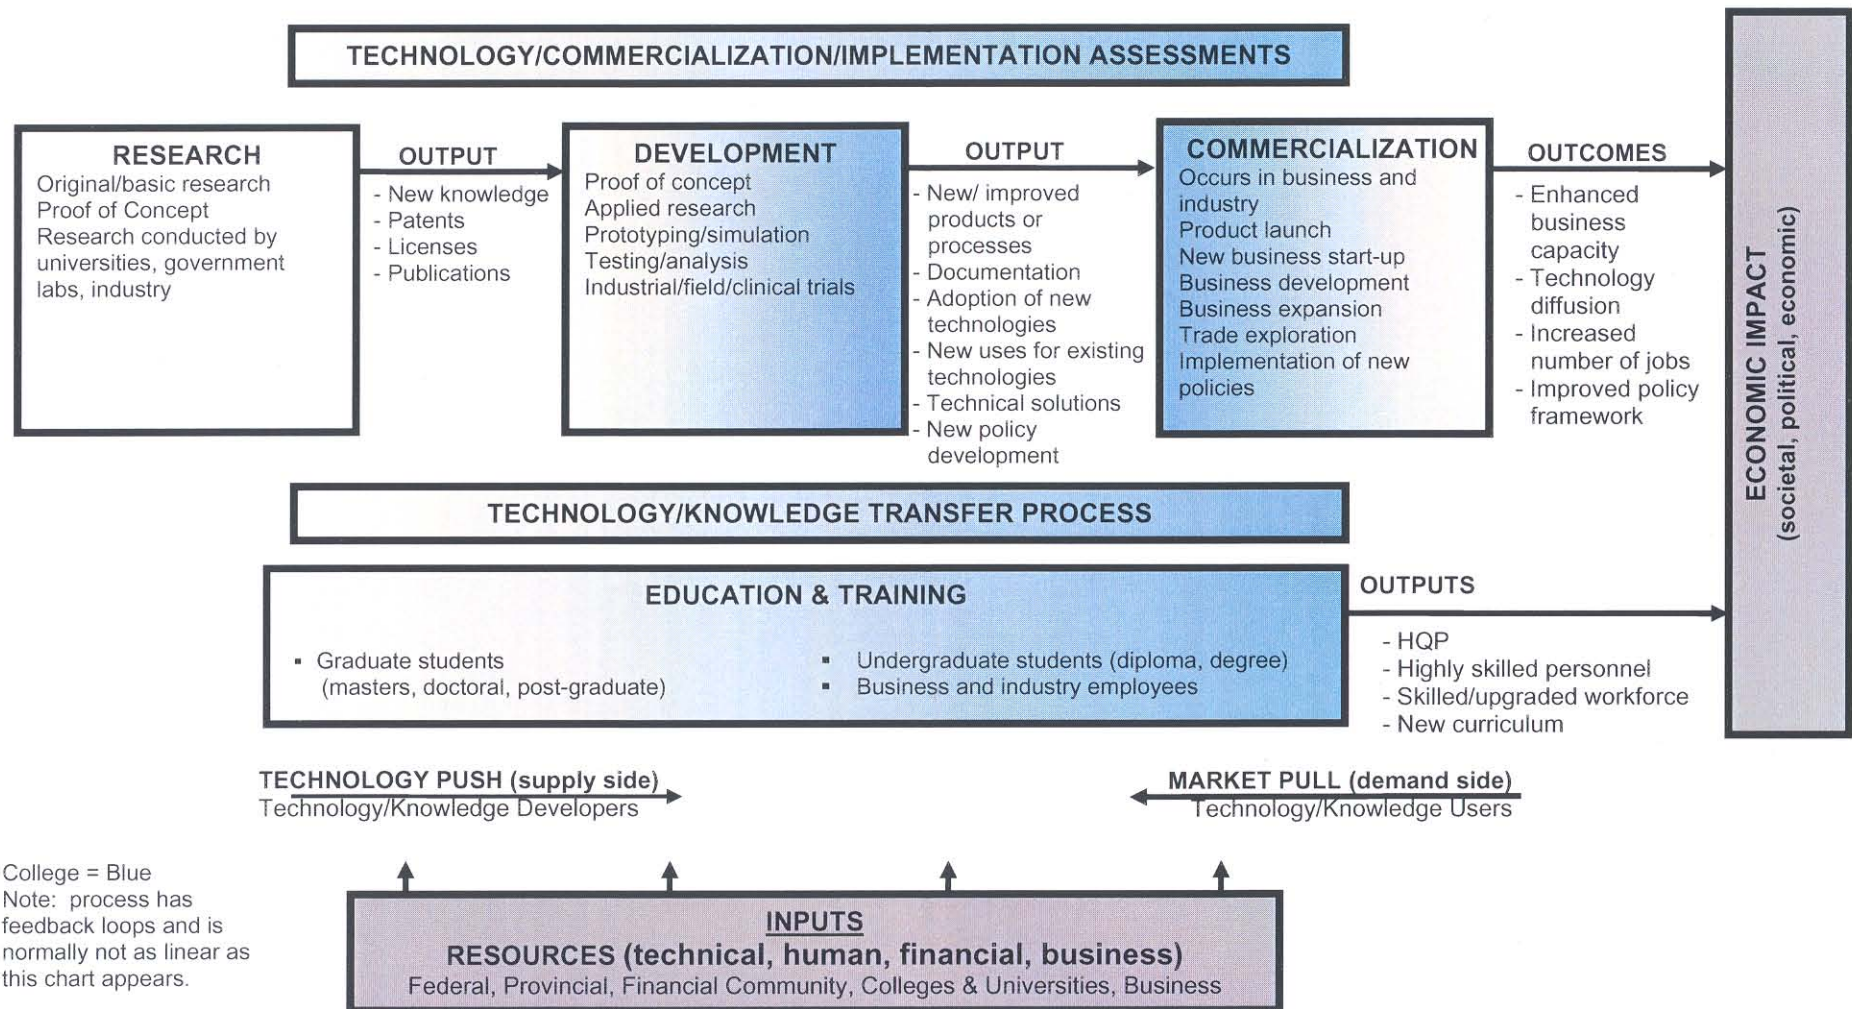 TECHNOLOGY/COMMERCIALIZATION/IMPLEMENTATION ASSESSMENTS
RESEARCH
Original/basic research
Proof of Concept
Research conducted by
universities, government
labs, industry
OUTPUT
- New knowledge
- Patents
- Licenses
- Publications
DEVELOPMENT
Proof of concept
Applied research
Prototyping/simulation
Testing/analysis
Industrial/field/clinical trials
OUTPUT
- New/ improved
products or
processes
- Documentation
- Adoption of new
technologies
- New uses for existing
technologies
- Technical solutions
- New policy
development
COMMERCIALIZATION
Occurs in business and
industry
Product launch
New business start-up
Business development
Business expansion
Trade exploration
Implementation of new
policies
OUTCOMES
- Enhanced
business
capacity
- Technology
diffusion
- Increased
number of jobs
- Improved policy
framework
ECONOMIC IMPACT
(societal, political, economic)
TECHNOLOGY/KNOWLEDGE TRANSFER PROCESS
EDUCATION & TRAINING
▪ Graduate students
(masters, doctoral, post-graduate)
▪ Undergraduate students (diploma, degree)
▪ Business and industry employees
OUTPUTS
- HQP
- Highly skilled personnel
- Skilled/upgraded workforce
- New curriculum
TECHNOLOGY PUSH (supply side)
Technology/Knowledge Developers
MARKET PULL (demand side)
Technology/Knowledge Users
College = Blue
Note: process has
feedback loops and is
normally not as linear as
this chart appears.
INPUTS
RESOURCES (technical, human, financial, business)
Federal, Provincial, Financial Community, Colleges & Universities, Business